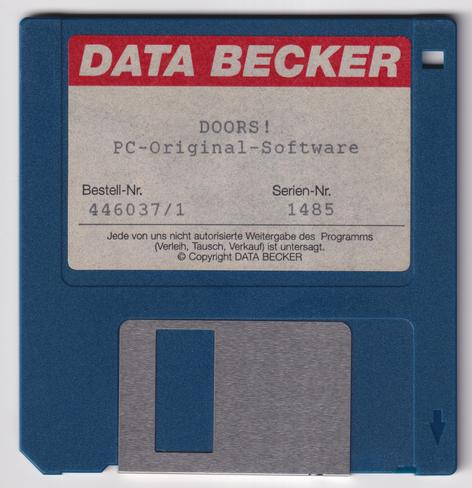 DATA BECKER
DOORS!
PC-Original-Software
Bestell-Nr. Serien-Nr.
446037/1 1485
Jede von uns nicht autorisierte Weitergabe des Programms
(Verleih, Tausch, Verkauf) ist untersagt.
© Copyright DATA BECKER